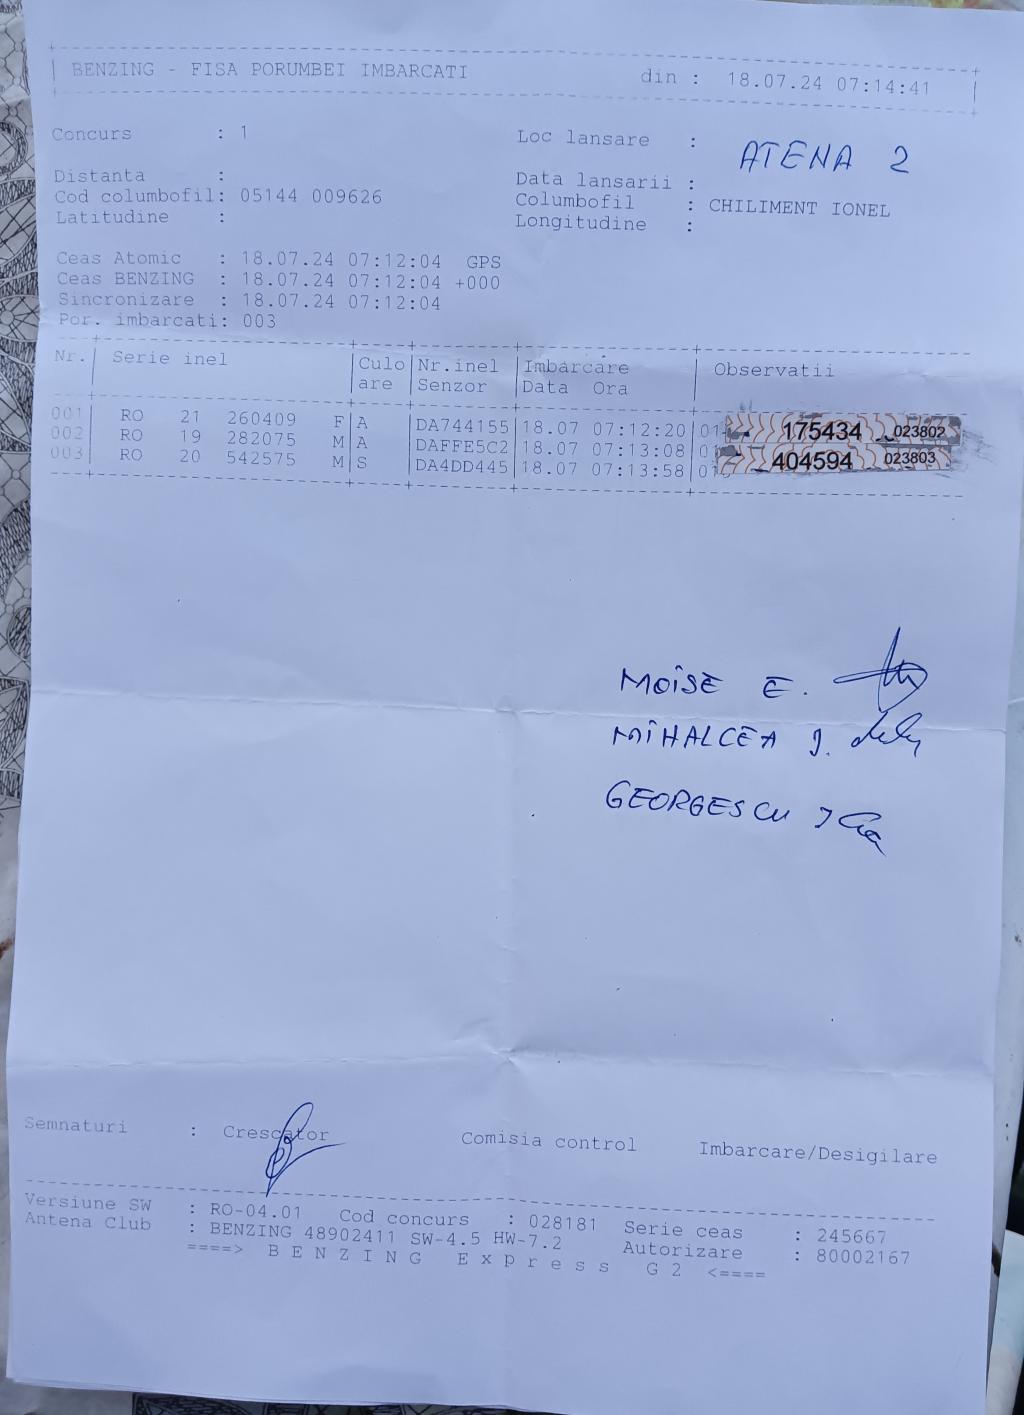 BENZING - FISA PORUMBEI IMBARCATI din : 18.07.24 07:14:41
Concurs : 1 Loc lansare : ATENA 2
Distanta : Data lansarii :
Cod columbofil: 05144 009626 Columbofil : CHILIMENT IONEL
Latitudine : Longitudine :
Ceas Atomic : 18.07.24 07:12:04 GPS
Ceas BENZING : 18.07.24 07:12:04 +000
Sincronizare : 18.07.24 07:12:04
Por. imbarcati: 003
Nr. Serie inel Culo Nr.inel Imbarcare Observatii
are Senzor Data Ora
001 RO 21 260409 F A DA744155 18.07 07:12:20 175434 023802
002 RO 19 282075 M A DAFFE5C2 18.07 07:13:08 404594 023803
003 RO 20 542575 M S DA4DD445 18.07 07:13:58
MOISE E.
MIHALCEA J.
GEORGESCU
Semnaturi : Crescator Comisia control Imbarcare/Desigilare
Versiune SW : RO-04.01 Cod concurs : 028181 Serie ceas : 245667
Antena Club : BENZING 48902411 SW-4.5 HW-7.2 Autorizare : 80002167
====> B E N Z I N G E x p r e s s G 2 <====